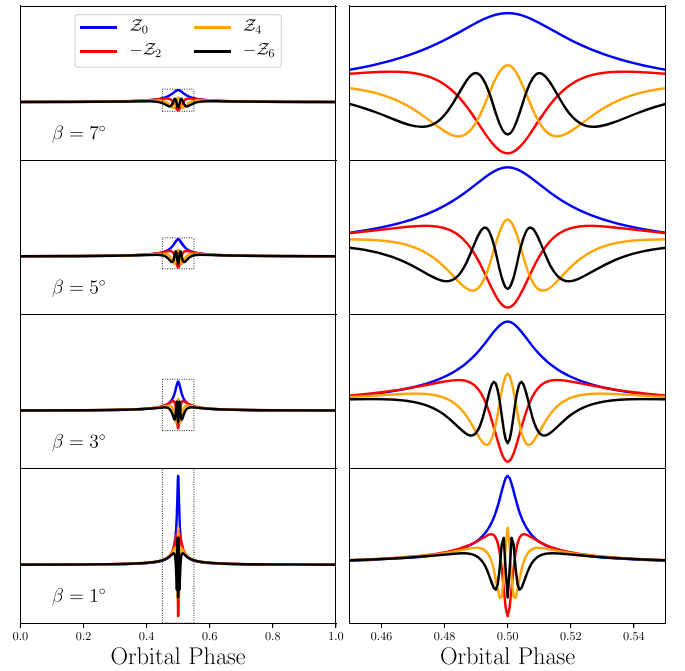 𝒵₀ 𝒵₄
−𝒵₂ −𝒵₆
β = 7°
β = 5°
β = 3°
β = 1°
0.0 0.2 0.4 0.6 0.8 1.0 0.46 0.48 0.50 0.52 0.54
Orbital Phase Orbital Phase